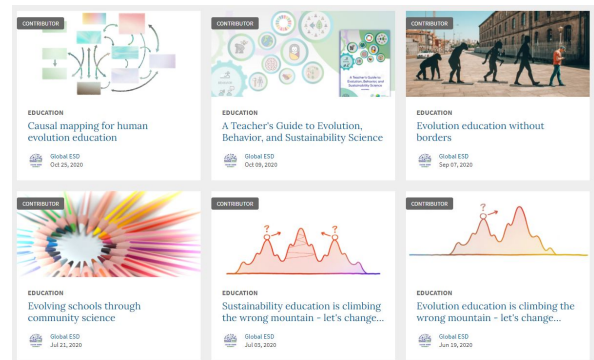 CONTRIBUTOR
EDUCATION
Causal mapping for human
evolution education
Global ESD
Oct 25, 2020
CONTRIBUTOR
A Teacher's Guide to
Evolution, Behavior, and
Sustainability Science
EDUCATION
A Teacher's Guide to Evolution,
Behavior, and Sustainability Science
Global ESD
Oct 09, 2020
CONTRIBUTOR
EDUCATION
Evolution education without
borders
Global ESD
Sep 07, 2020
CONTRIBUTOR
EDUCATION
Evolving schools through
community science
Global ESD
Jul 21, 2020
CONTRIBUTOR
? ?
EDUCATION
Sustainability education is climbing
the wrong mountain - let's change...
Global ESD
Jul 03, 2020
CONTRIBUTOR
?
EDUCATION
Evolution education is climbing the
wrong mountain - let's change...
Global ESD
Jun 19, 2020